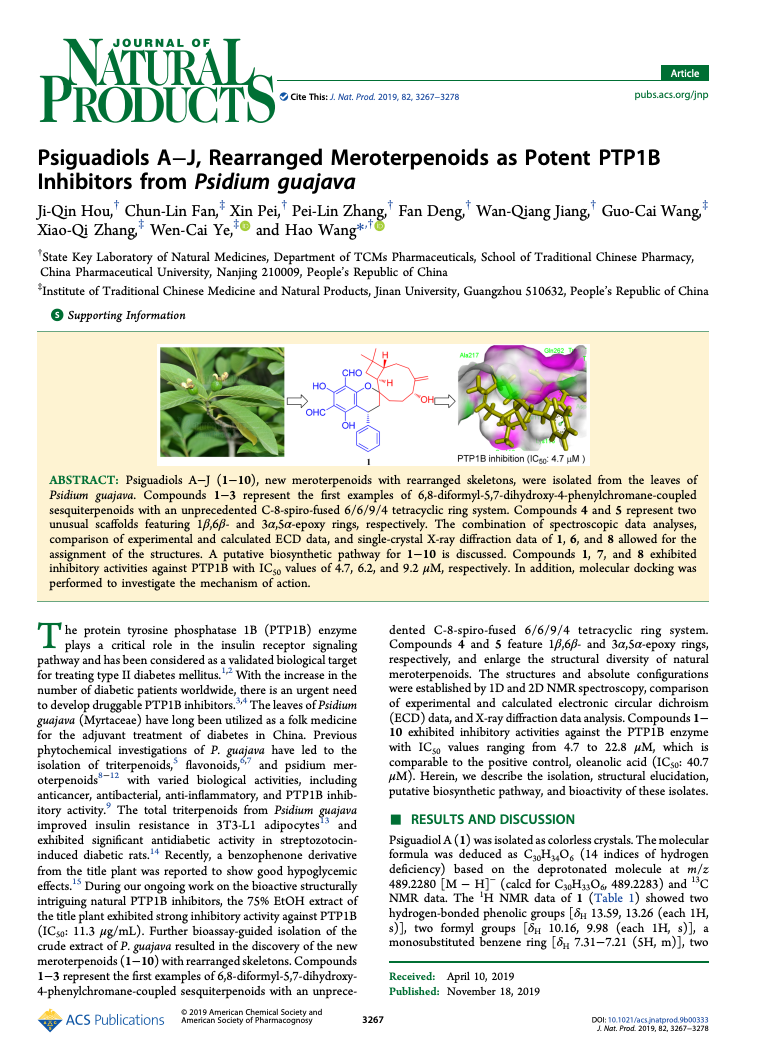 JOURNAL OF
NATURAL
PRODUCTS
Cite This: J. Nat. Prod. 2019, 82, 3267−3278
Article
pubs.acs.org/jnp
Psiguadiols A−J, Rearranged Meroterpenoids as Potent PTP1B
Inhibitors from Psidium guajava
Ji-Qin Hou,† Chun-Lin Fan,‡ Xin Pei,† Pei-Lin Zhang,† Fan Deng,† Wan-Qiang Jiang,† Guo-Cai Wang,‡
Xiao-Qi Zhang,‡ Wen-Cai Ye,‡ and Hao Wang*,†
†State Key Laboratory of Natural Medicines, Department of TCMs Pharmaceuticals, School of Traditional Chinese Pharmacy,
China Pharmaceutical University, Nanjing 210009, People's Republic of China
‡Institute of Traditional Chinese Medicine and Natural Products, Jinan University, Guangzhou 510632, People's Republic of China
S Supporting Information
CHO
HO
O
OHC
OH
H
H
OH
1
Ala217
Gln262
PTP1B inhibition (IC50: 4.7 μM )
ABSTRACT: Psiguadiols A−J (1−10), new meroterpenoids with rearranged skeletons, were isolated from the leaves of
Psidium guajava. Compounds 1−3 represent the first examples of 6,8-diformyl-5,7-dihydroxy-4-phenylchromane-coupled
sesquiterpenoids with an unprecedented C-8-spiro-fused 6/6/9/4 tetracyclic ring system. Compounds 4 and 5 represent two
unusual scaffolds featuring 1β,6β- and 3α,5α-epoxy rings, respectively. The combination of spectroscopic data analyses,
comparison of experimental and calculated ECD data, and single-crystal X-ray diffraction data of 1, 6, and 8 allowed for the
assignment of the structures. A putative biosynthetic pathway for 1−10 is discussed. Compounds 1, 7, and 8 exhibited
inhibitory activities against PTP1B with IC50 values of 4.7, 6.2, and 9.2 μM, respectively. In addition, molecular docking was
performed to investigate the mechanism of action.
The protein tyrosine phosphatase 1B (PTP1B) enzyme
plays a critical role in the insulin receptor signaling
pathway and has been considered as a validated biological target
for treating type II diabetes mellitus.1,2 With the increase in the
number of diabetic patients worldwide, there is an urgent need
to develop druggable PTP1B inhibitors.3,4 The leaves of Psidium
guajava (Myrtaceae) have long been utilized as a folk medicine
for the adjuvant treatment of diabetes in China. Previous
phytochemical investigations of P. guajava have led to the
isolation of triterpenoids,5 flavonoids,6,7 and psidium mer-
oterpenoids8−12 with varied biological activities, including
anticancer, antibacterial, anti-inflammatory, and PTP1B inhib-
itory activity.9 The total triterpenoids from Psidium guajava
improved insulin resistance in 3T3-L1 adipocytes13 and
exhibited significant antidiabetic activity in streptozotocin-
induced diabetic rats.14 Recently, a benzophenone derivative
from the title plant was reported to show good hypoglycemic
effects.15 During our ongoing work on the bioactive structurally
intriguing natural PTP1B inhibitors, the 75% EtOH extract of
the title plant exhibited strong inhibitory activity against PTP1B
(IC50: 11.3 μg/mL). Further bioassay-guided isolation of the
crude extract of P. guajava resulted in the discovery of the new
meroterpenoids (1−10) with rearranged skeletons. Compounds
1−3 represent the first examples of 6,8-diformyl-5,7-dihydroxy-
4-phenylchromane-coupled sesquiterpenoids with an unprece-
dented C-8-spiro-fused 6/6/9/4 tetracyclic ring system.
Compounds 4 and 5 feature 1β,6β- and 3α,5α-epoxy rings,
respectively, and enlarge the structural diversity of natural
meroterpenoids. The structures and absolute configurations
were established by 1D and 2D NMR spectroscopy, comparison
of experimental and calculated electronic circular dichroism
(ECD) data, and X-ray diffraction data analysis. Compounds 1−
10 exhibited inhibitory activities against the PTP1B enzyme
with IC50 values ranging from 4.7 to 22.8 μM, which is
comparable to the positive control, oleanolic acid (IC50: 40.7
μM). Herein, we describe the isolation, structural elucidation,
putative biosynthetic pathway, and bioactivity of these isolates.
■ RESULTS AND DISCUSSION
Psiguadiol A (1) was isolated as colorless crystals. The molecular
formula was deduced as C30H34O6 (14 indices of hydrogen
deficiency) based on the deprotonated molecule at m/z
489.2280 [M − H]− (calcd for C30H33O6, 489.2283) and 13C
NMR data. The 1H NMR data of 1 (Table 1) showed two
hydrogen-bonded phenolic groups [δH 13.59, 13.26 (each 1H,
s)], two formyl groups [δH 10.16, 9.98 (each 1H, s)], a
monosubstituted benzene ring [δH 7.31−7.21 (5H, m)], two
Received: April 10, 2019
Published: November 18, 2019
ACS Publications
© 2019 American Chemical Society and
American Society of Pharmacognosy
3267
DOI: 10.1021/acs.jnatprod.9b00333
J. Nat. Prod. 2019, 82, 3267−3278